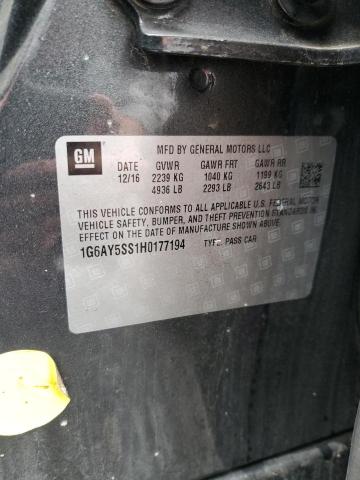 GM
MFD BY GENERAL MOTORS LLC
DATE GVWR GAWR FRT GAWR RR
12/16 2239 KG 1040 KG 1199 KG
4936 LB 2293 LB 2643 LB
THIS VEHICLE CONFORMS TO ALL APPLICABLE U.S. FEDERAL MOTOR
VEHICLE SAFETY, BUMPER, AND THEFT PREVENTION STANDARDS IN
EFFECT ON THE DATE OF MANUFACTURE SHOWN ABOVE.
1G6AY5SS1H0177194 TYPE: PASS CAR